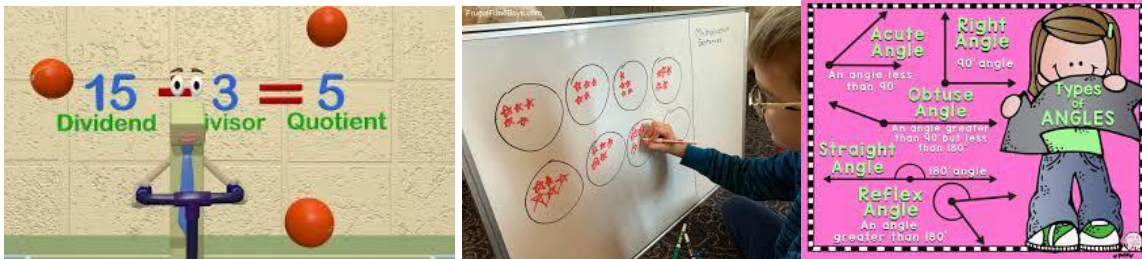 15 ÷ 3 = 5
Dividend ivisor Quotient
FrugalFun4Boys.com
Multiplication
Types
of
ANGLES
Acute
Angle
An angle less
than 90°
Right
Angle
90° angle
Obtuse
Angle
An angle greater
than 90° but less
than 180°
Straight
Angle
180° angle
Reflex
Angle
An angle
greater than 180°